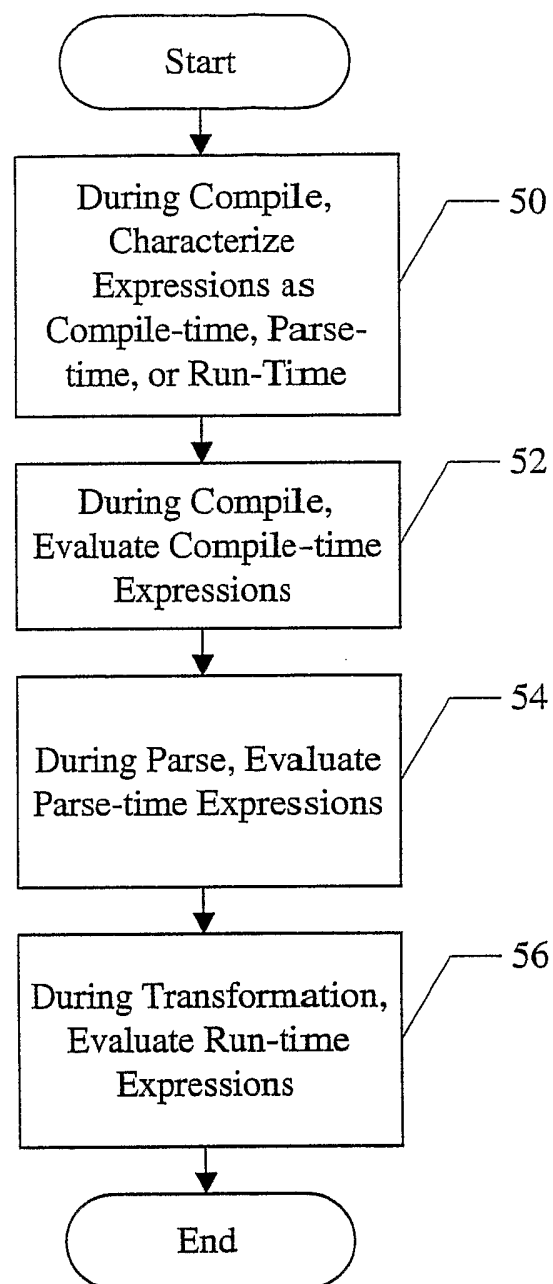 Start
During Compile,
Characterize
Expressions as
Compile-time, Parse-
time, or Run-Time
50
During Compile,
Evaluate Compile-time
Expressions
52
During Parse, Evaluate
Parse-time Expressions
54
During Transformation,
Evaluate Run-time
Expressions
56
End